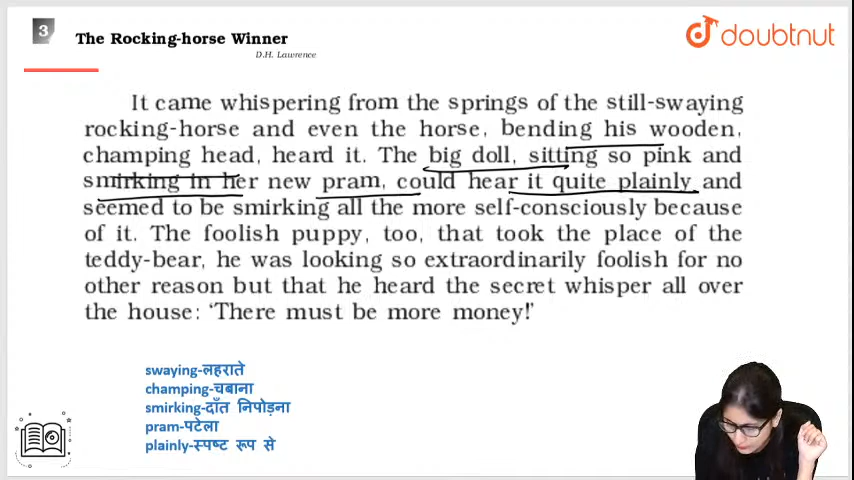 3
The Rocking-horse Winner
D.H. Lawrence
doubtnut
It came whispering from the springs of the still-swaying
rocking-horse and even the horse, bending his wooden,
champing head, heard it. The big doll, sitting so pink and
smirking in her new pram, could hear it quite plainly and
seemed to be smirking all the more self-consciously because
of it. The foolish puppy, too, that took the place of the
teddy-bear, he was looking so extraordinarily foolish for no
other reason but that he heard the secret whisper all over
the house: ‘There must be more money!’
swaying-लहराते
champing-चबाना
smirking-दाँत निपोड़ना
pram-पटेला
plainly-स्पष्ट रूप से